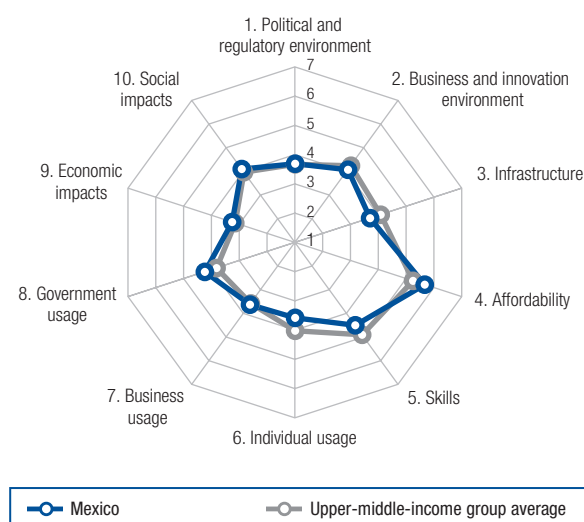 1. Political and
regulatory environment
7
10. Social
impacts
6
2. Business and innovation
environment
5
4
9. Economic
impacts
3
3. Infrastructure
2
1
8. Government
usage
4. Affordability
7. Business
usage
5. Skills
6. Individual usage
Mexico
Upper-middle-income group average